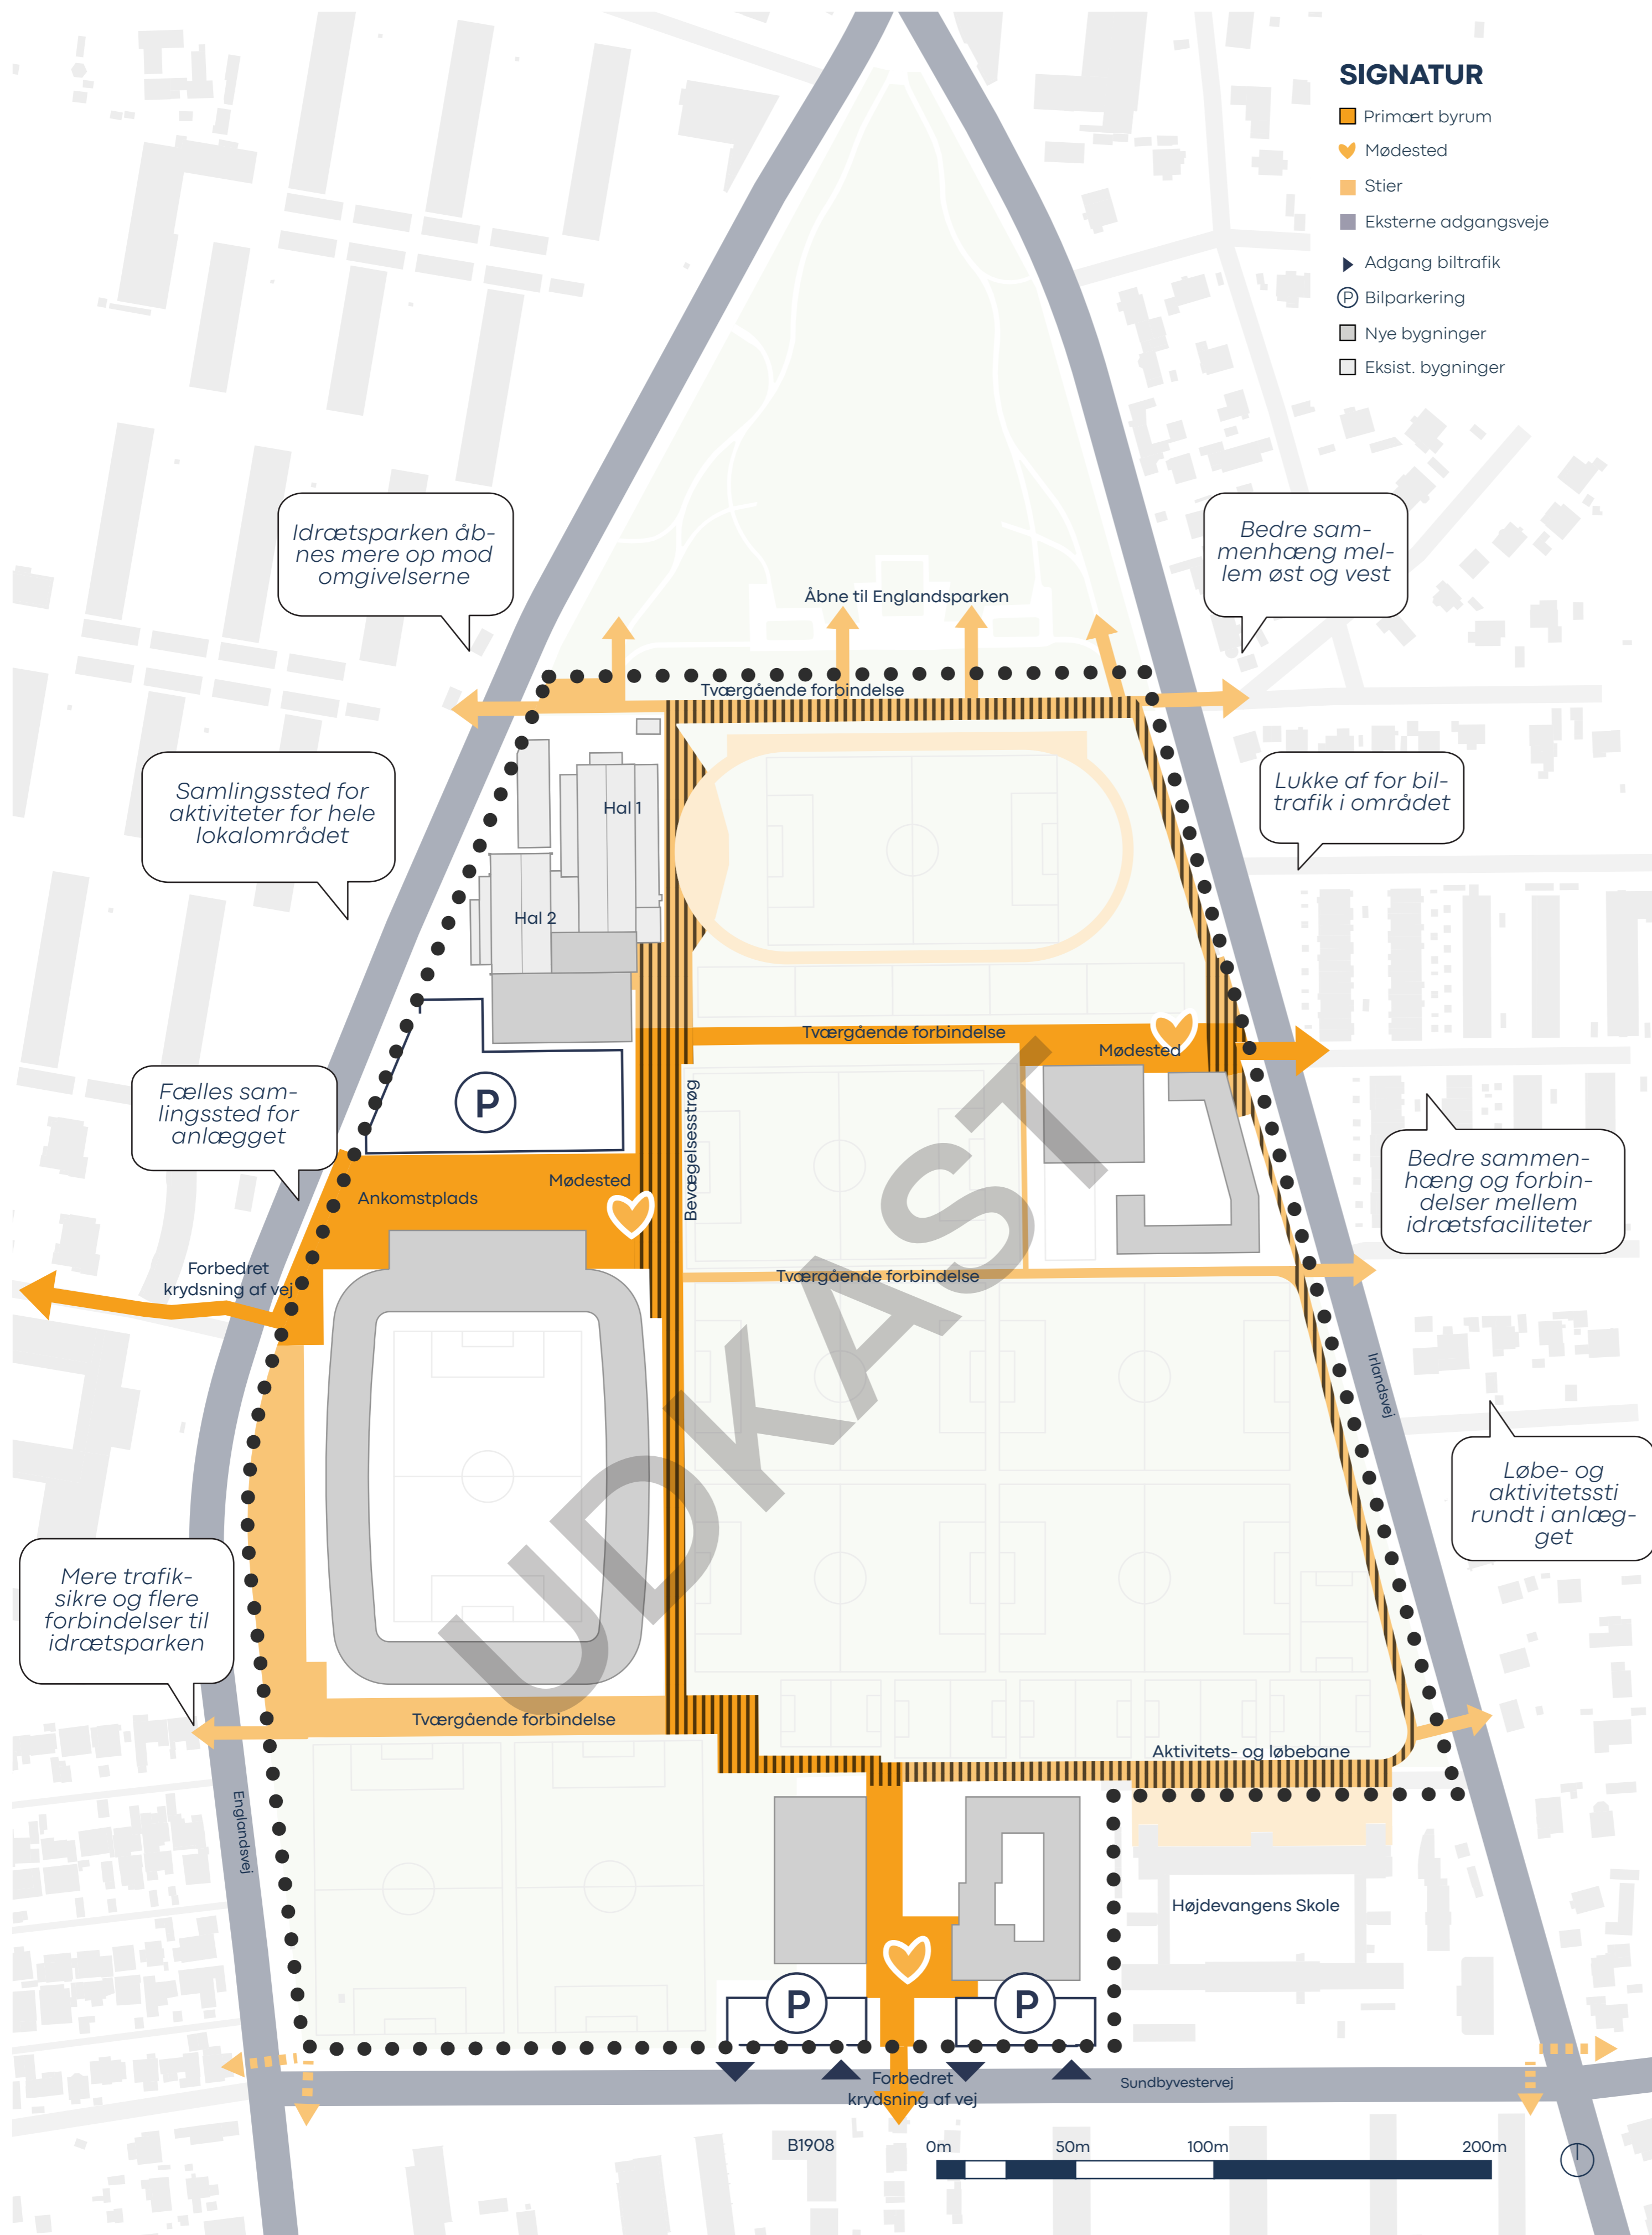 SIGNATUR
Primært byrum
Mødested
Stier
Eksterne adgangsveje
Adgang biltrafik
P
Bilparkering
Nye bygninger
Eksist. bygninger
Idrætsparken åb-
nes mere op mod
omgivelserne
Bedre sam-
menhæng mel-
lem øst og vest
Åbne til Englandsparken
Tværgående forbindelse
Samlingssted for
aktiviteter for hele
lokalområdet
Hal 1
Hal 2
Lukke af for bil-
trafik i området
Tværgående forbindelse
Mødested
Fælles sam-
lingssted for
anlægget
P
Bevægelsesstrøg
Mødested
Ankomstplads
Bedre sammen-
hæng og forbin-
delser mellem
idrætsfaciliteter
Forbedret
krydsning af vej
Tværgående forbindelse
Irlandsvej
UDKAST
Løbe- og
aktivitetssti
rundt i anlæg-
get
Mere trafik-
sikre og flere
forbindelser til
idrætsparken
Tværgående forbindelse
Aktivitets- og løbebane
Englandsvej
Højdevangens Skole
P
P
Forbedret
krydsning af vej
Sundbyvestervej
B1908
0m
50m
100m
200m